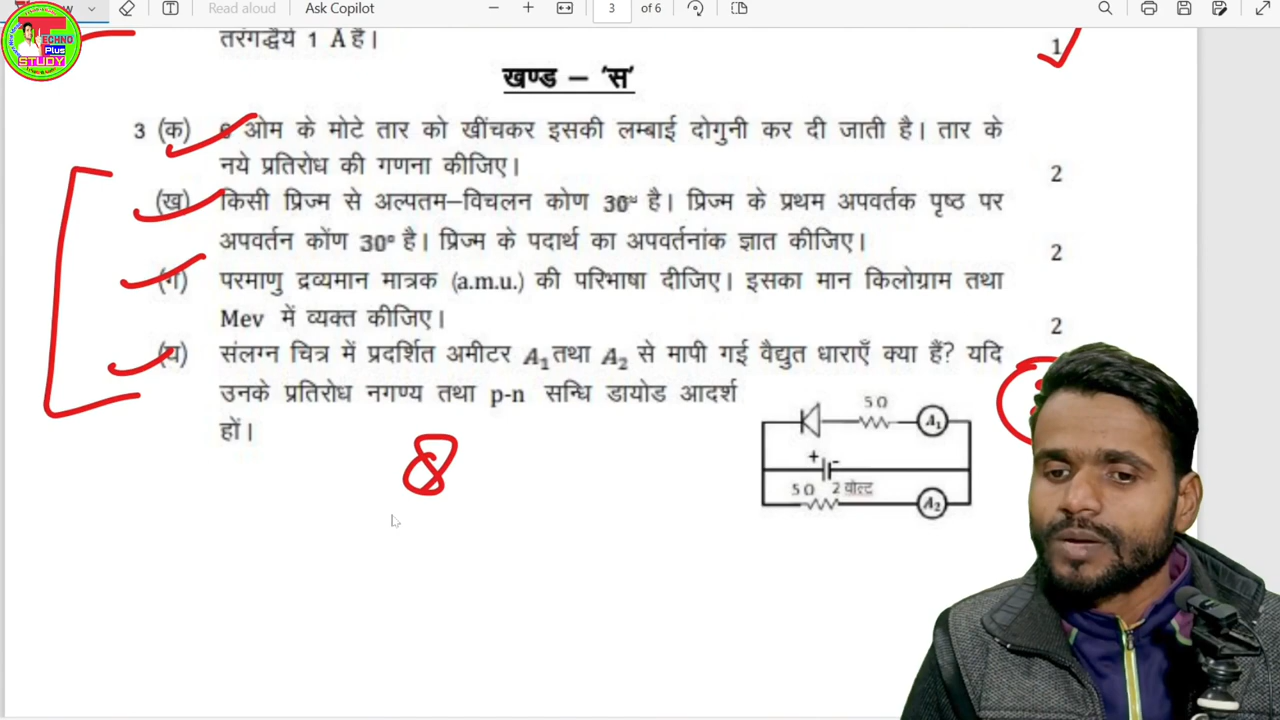 Read aloud
Ask Copilot
3 of 6
TECHNO Plus STUDY
तरंगद्धैर्य 1 Å है।
1
खण्ड – 'स'
3 (क) ओम के मोटे तार को खींचकर इसकी लम्बाई दोगुनी कर दी जाती है। तार के
नये प्रतिरोध की गणना कीजिए।
2
(ख) किसी प्रिज्म से अल्पतम–विचलन कोण 30° है। प्रिज्म के प्रथम अपवर्तक पृष्ठ पर
अपवर्तन कोंण 30° है। प्रिज्म के पदार्थ का अपवर्तनांक ज्ञात कीजिए।
2
(ग) परमाणु द्रव्यमान मात्रक (a.m.u.) की परिभाषा दीजिए। इसका मान किलोग्राम तथा
Mev में व्यक्त कीजिए।
2
संलग्न चित्र में प्रदर्शित अमीटर A₁ तथा A₂ से मापी गई वैद्युत धाराएँ क्या हैं? यदि
उनके प्रतिरोध नगण्य तथा p-n सन्धि डायोड आदर्श
हों।
5 Ω
A₁
+ -
5 Ω 2 वोल्ट
A₂
8